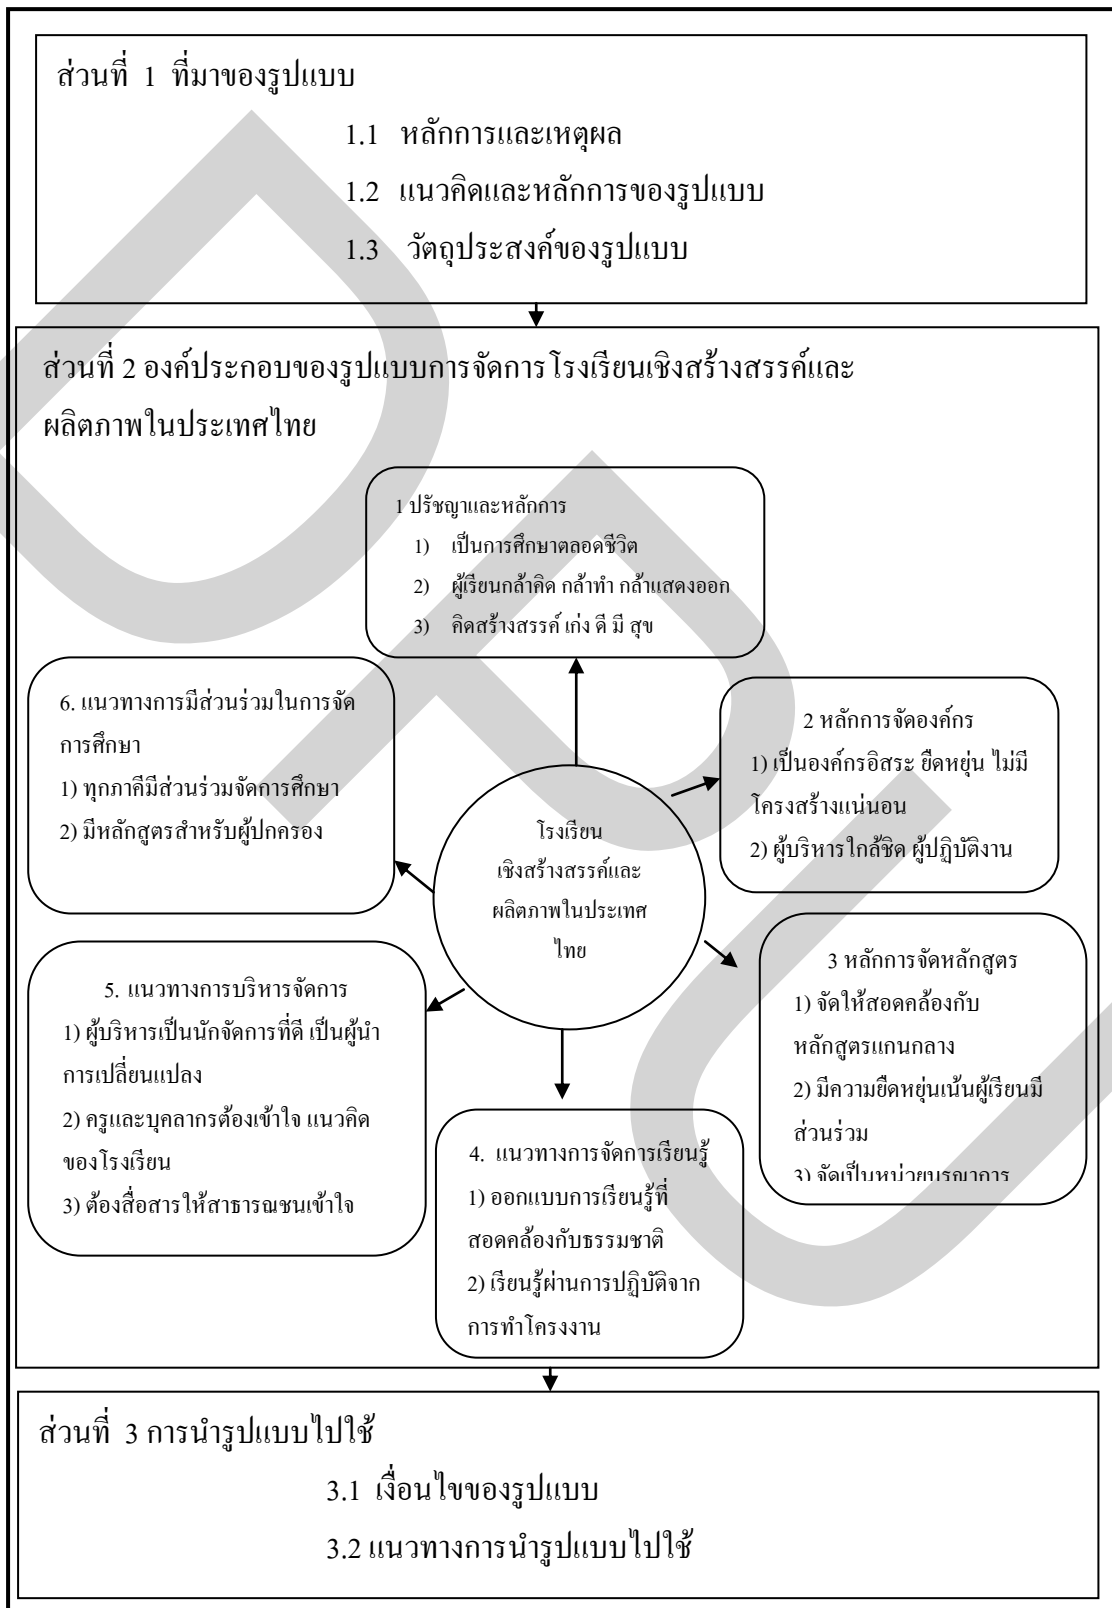 ส่วนที่ 1 ที่มาของรูปแบบ
1.1 หลักการและเหตุผล
1.2 แนวคิดและหลักการของรูปแบบ
1.3 วัตถุประสงค์ของรูปแบบ
ส่วนที่ 2 องค์ประกอบของรูปแบบการจัดการโรงเรียนเชิงสร้างสรรค์และ
ผลิตภาพในประเทศไทย
1 ปรัชญาและหลักการ
1) เป็นการศึกษาตลอดชีวิต
2) ผู้เรียนกล้าคิด กล้าทำ กล้าแสดงออก
3) คิดสร้างสรรค์ เก่ง ดี มี สุข
2 หลักการจัดองค์กร
1) เป็นองค์กรอิสระ ยืดหยุ่น ไม่มี
โครงสร้างแน่นอน
2) ผู้บริหารใกล้ชิด ผู้ปฏิบัติงาน
3 หลักการจัดหลักสูตร
1) จัดให้สอดคล้องกับ
หลักสูตรแกนกลาง
2) มีความยืดหยุ่นเน้นผู้เรียนมี
ส่วนร่วม
3) จัดเป็นหน่วยบูรณาการ
4. แนวทางการจัดการเรียนรู้
1) ออกแบบการเรียนรู้ที่
สอดคล้องกับธรรมชาติ
2) เรียนรู้ผ่านการปฏิบัติจาก
การทำโครงงาน
5. แนวทางการบริหารจัดการ
1) ผู้บริหารเป็นนักจัดการที่ดี เป็นผู้นำ
การเปลี่ยนแปลง
2) ครูและบุคลากรต้องเข้าใจ แนวคิด
ของโรงเรียน
3) ต้องสื่อสารให้สาธารณชนเข้าใจ
6. แนวทางการมีส่วนร่วมในการจัด
การศึกษา
1) ทุกภาคีมีส่วนร่วมจัดการศึกษา
2) มีหลักสูตรสำหรับผู้ปกครอง
โรงเรียน
เชิงสร้างสรรค์และ
ผลิตภาพในประเทศ
ไทย
ส่วนที่ 3 การนำรูปแบบไปใช้
3.1 เงื่อนไขของรูปแบบ
3.2 แนวทางการนำรูปแบบไปใช้
DPU